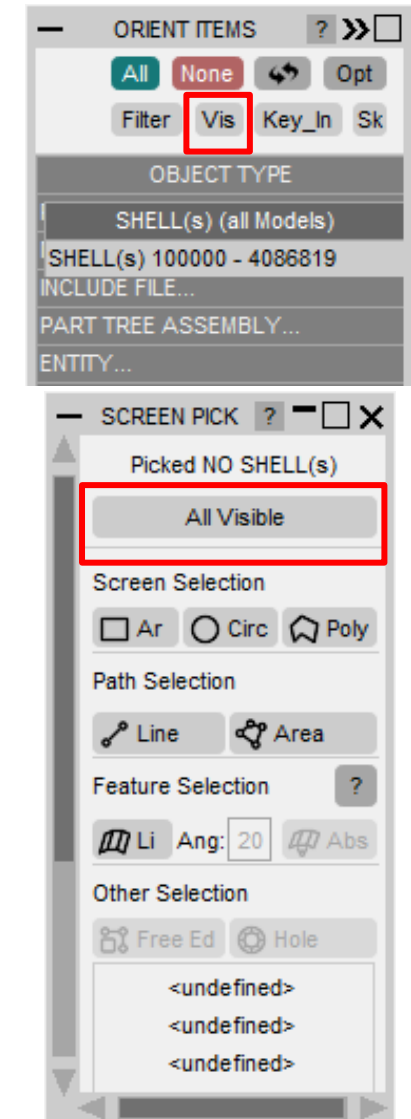 ORIENT ITEMS ?
All None Opt
Filter Vis Key_In Sk
OBJECT TYPE
SHELL(s) (all Models)
SHELL(s) 100000 - 4086819
INCLUDE FILE...
PART TREE ASSEMBLY...
ENTITY...
SCREEN PICK ?
Picked NO SHELL(s)
All Visible
Screen Selection
Ar Circ Poly
Path Selection
Line Area
Feature Selection ?
Li Ang: 20 Abs
Other Selection
Free Ed Hole
<undefined>
<undefined>
<undefined>